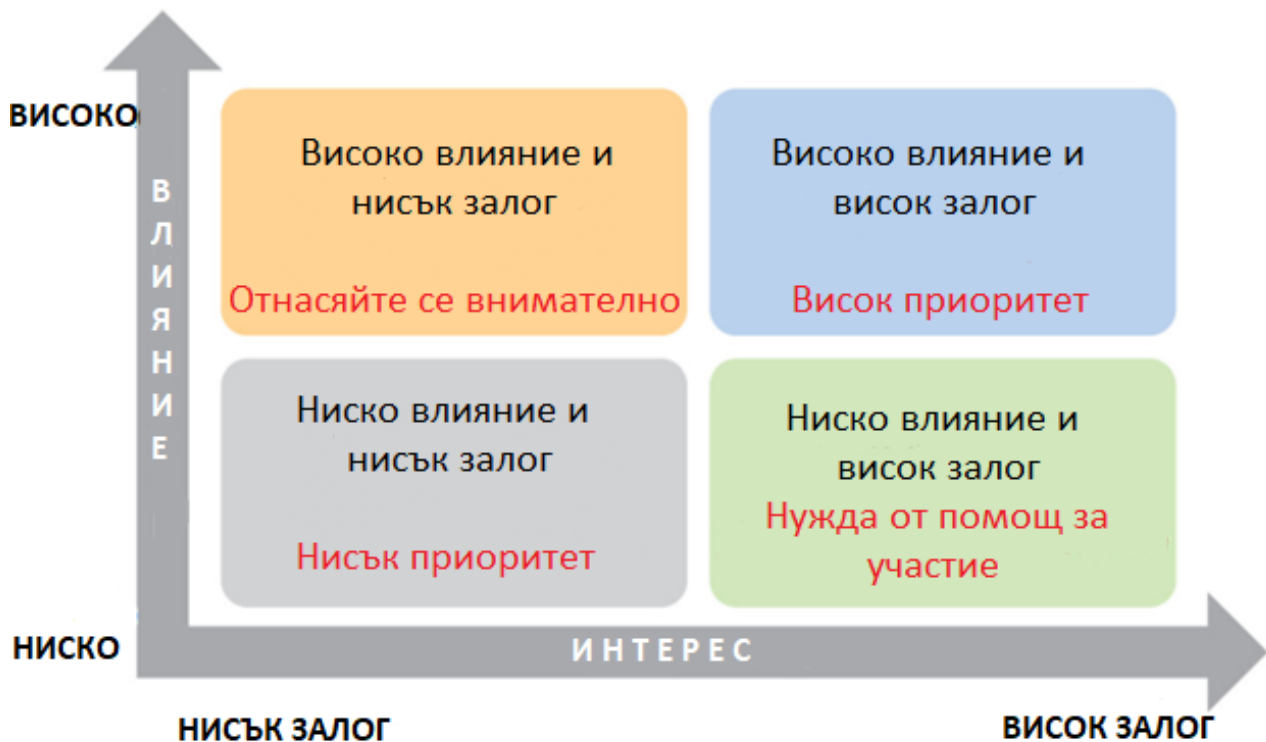 ВИСОКО
ВЛИЯНИЕ
Високо влияние и
нисък залог
Отнасяйте се внимателно
Високо влияние и
висок залог
Висок приоритет
Ниско влияние и
нисък залог
Нисък приоритет
Ниско влияние и
висок залог
Нужда от помощ за
участие
НИСКО
ИНТЕРЕС
НИСЪК ЗАЛОГ
ВИСОК ЗАЛОГ